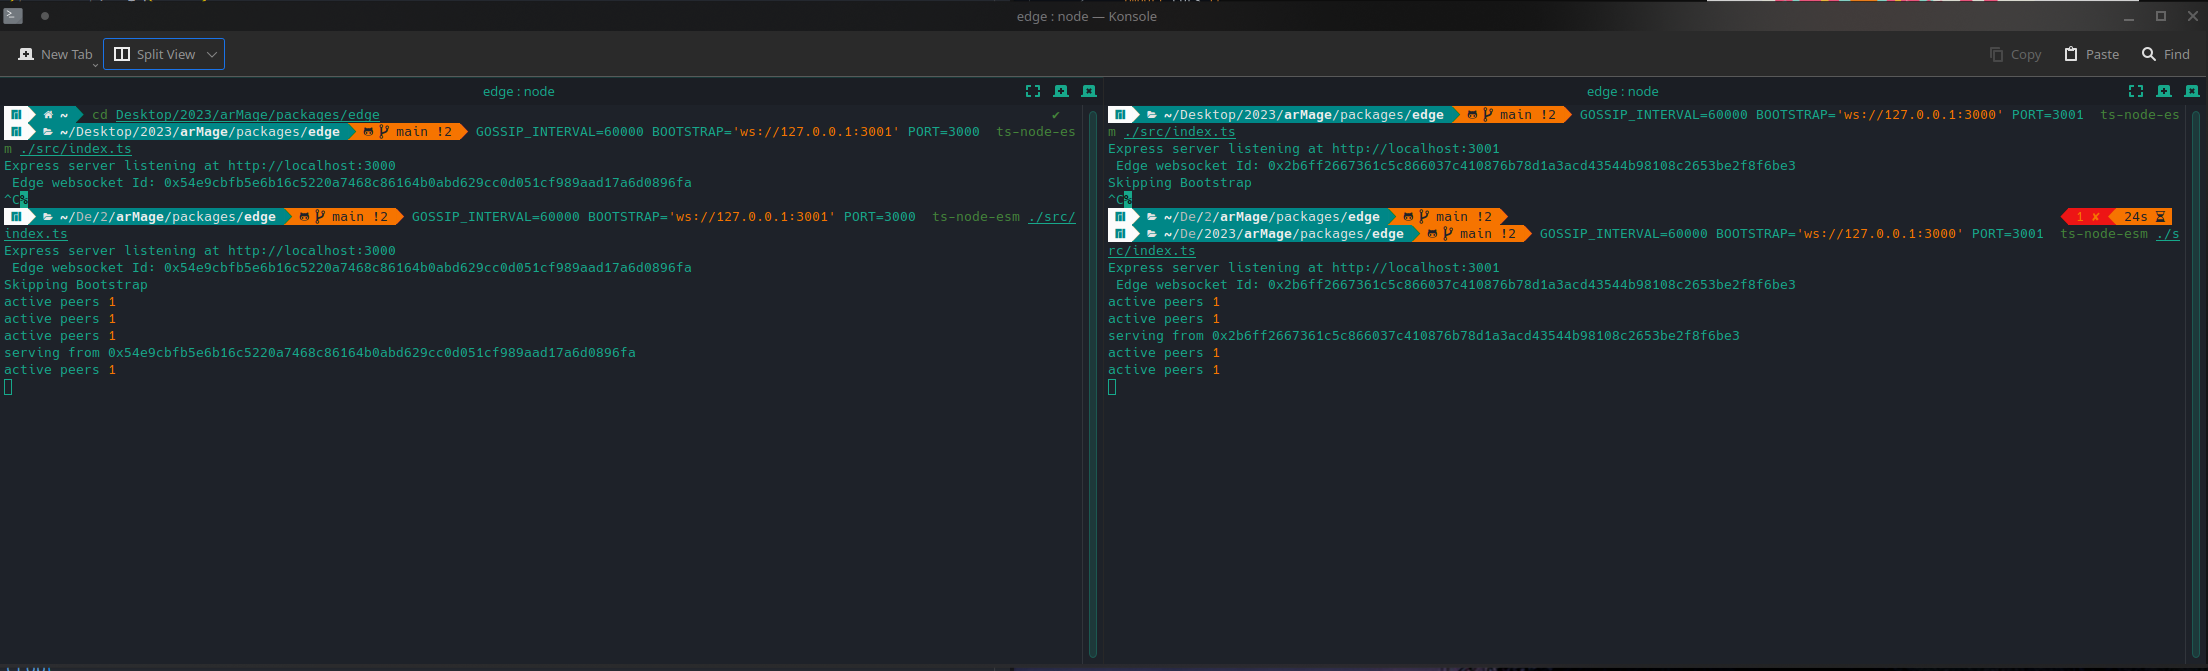 edge : node — Konsole
New Tab
Split View
Copy
Paste
Find
edge : node
~ cd Desktop/2023/arMage/packages/edge ✔
~/Desktop/2023/arMage/packages/edge main !2 GOSSIP_INTERVAL=60000 BOOTSTRAP='ws://127.0.0.1:3001' PORT=3000 ts-node-es
m ./src/index.ts
Express server listening at http://localhost:3000
Edge websocket Id: 0x54e9cbfb5e6b16c5220a7468c86164b0abd629cc0d051cf989aad17a6d0896fa
^C%
~/De/2/arMage/packages/edge main !2 GOSSIP_INTERVAL=60000 BOOTSTRAP='ws://127.0.0.1:3001' PORT=3000 ts-node-esm ./src/
index.ts
Express server listening at http://localhost:3000
Edge websocket Id: 0x54e9cbfb5e6b16c5220a7468c86164b0abd629cc0d051cf989aad17a6d0896fa
Skipping Bootstrap
active peers 1
active peers 1
active peers 1
serving from 0x54e9cbfb5e6b16c5220a7468c86164b0abd629cc0d051cf989aad17a6d0896fa
active peers 1
edge : node
~/Desktop/2023/arMage/packages/edge main !2 GOSSIP_INTERVAL=60000 BOOTSTRAP='ws://127.0.0.1:3000' PORT=3001 ts-node-es
m ./src/index.ts
Express server listening at http://localhost:3001
Edge websocket Id: 0x2b6ff2667361c5c866037c410876b78d1a3acd43544b98108c2653be2f8f6be3
Skipping Bootstrap
^C%
~/De/2/arMage/packages/edge main !2 1 ✘ 24s
~/De/2023/arMage/packages/edge main !2 GOSSIP_INTERVAL=60000 BOOTSTRAP='ws://127.0.0.1:3000' PORT=3001 ts-node-esm ./s
rc/index.ts
Express server listening at http://localhost:3001
Edge websocket Id: 0x2b6ff2667361c5c866037c410876b78d1a3acd43544b98108c2653be2f8f6be3
active peers 1
active peers 1
serving from 0x2b6ff2667361c5c866037c410876b78d1a3acd43544b98108c2653be2f8f6be3
active peers 1
active peers 1